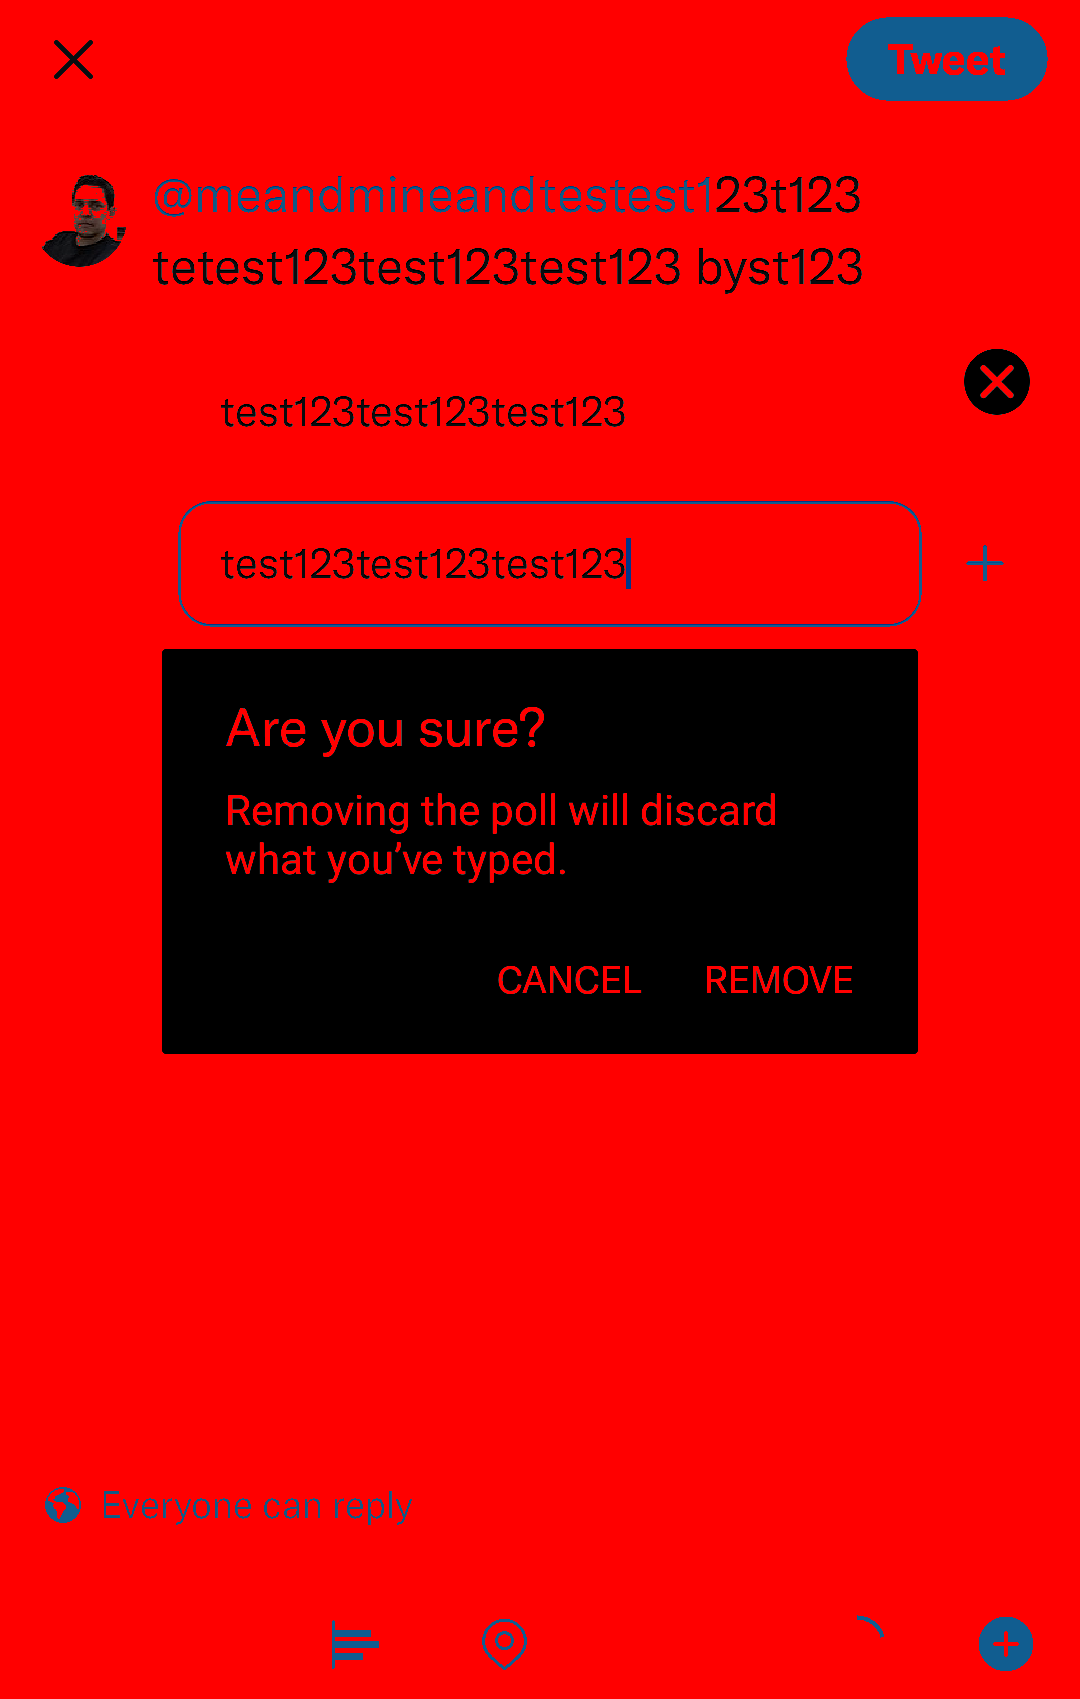 Tweet
@meandmineandtestest123t123
tetest123test123test123 byst123
test123test123test123
test123test123test123
Are you sure?
Removing the poll will discard
what you’ve typed.
CANCEL REMOVE
Everyone can reply